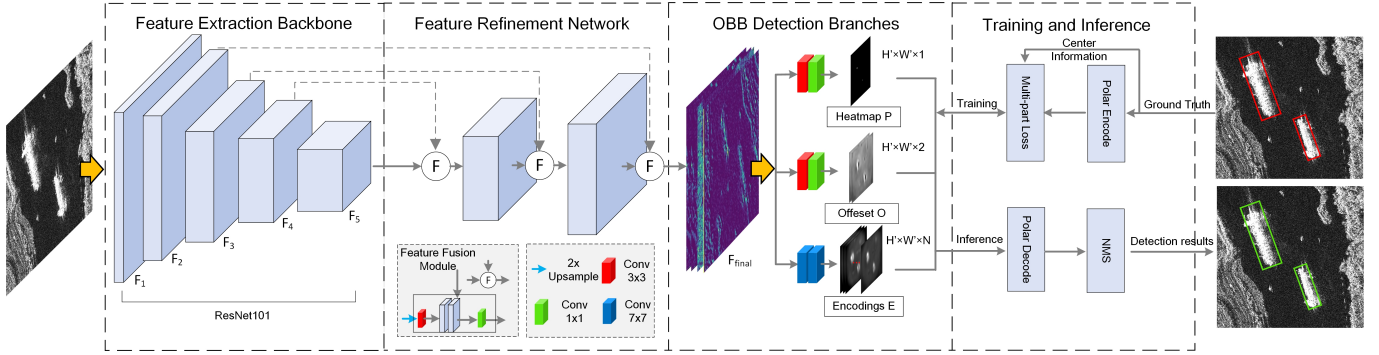 Feature Extraction Backbone
F1
F2
F3
F4
F5
ResNet101
Feature Refinement Network
F
F
F
Feature Fusion
Module
F
2x
Upsample
Conv
3x3
Conv
1x1
Conv
7x7
OBB Detection Branches
Ffinal
H'×W'×1
Heatmap P
H'×W'×2
Offeset O
H'×W'×N
Encodings E
Training and Inference
Center
Information
Training
Multi-part Loss
Polar Encode
Ground Truth
Inference
Polar Decode
NMS
Detection results